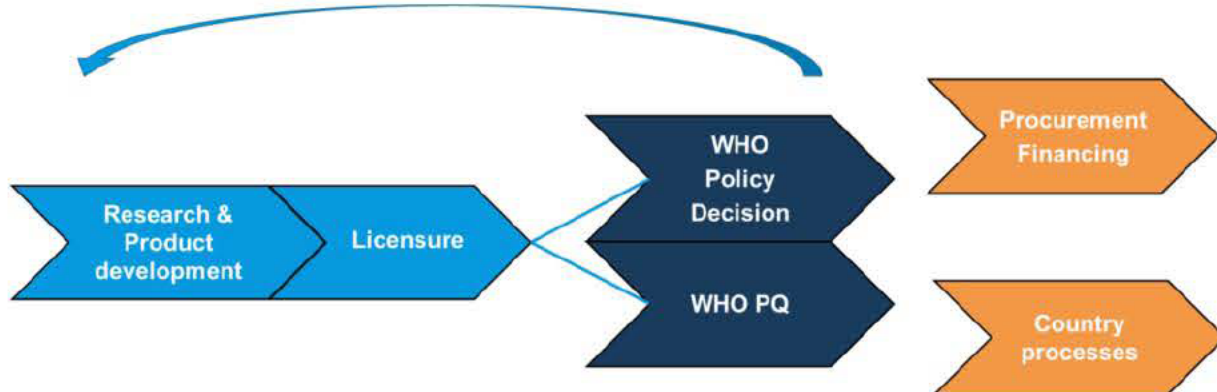 Research &
Product
development
Licensure
WHO
Policy
Decision
WHO PQ
Procurement
Financing
Country
processes